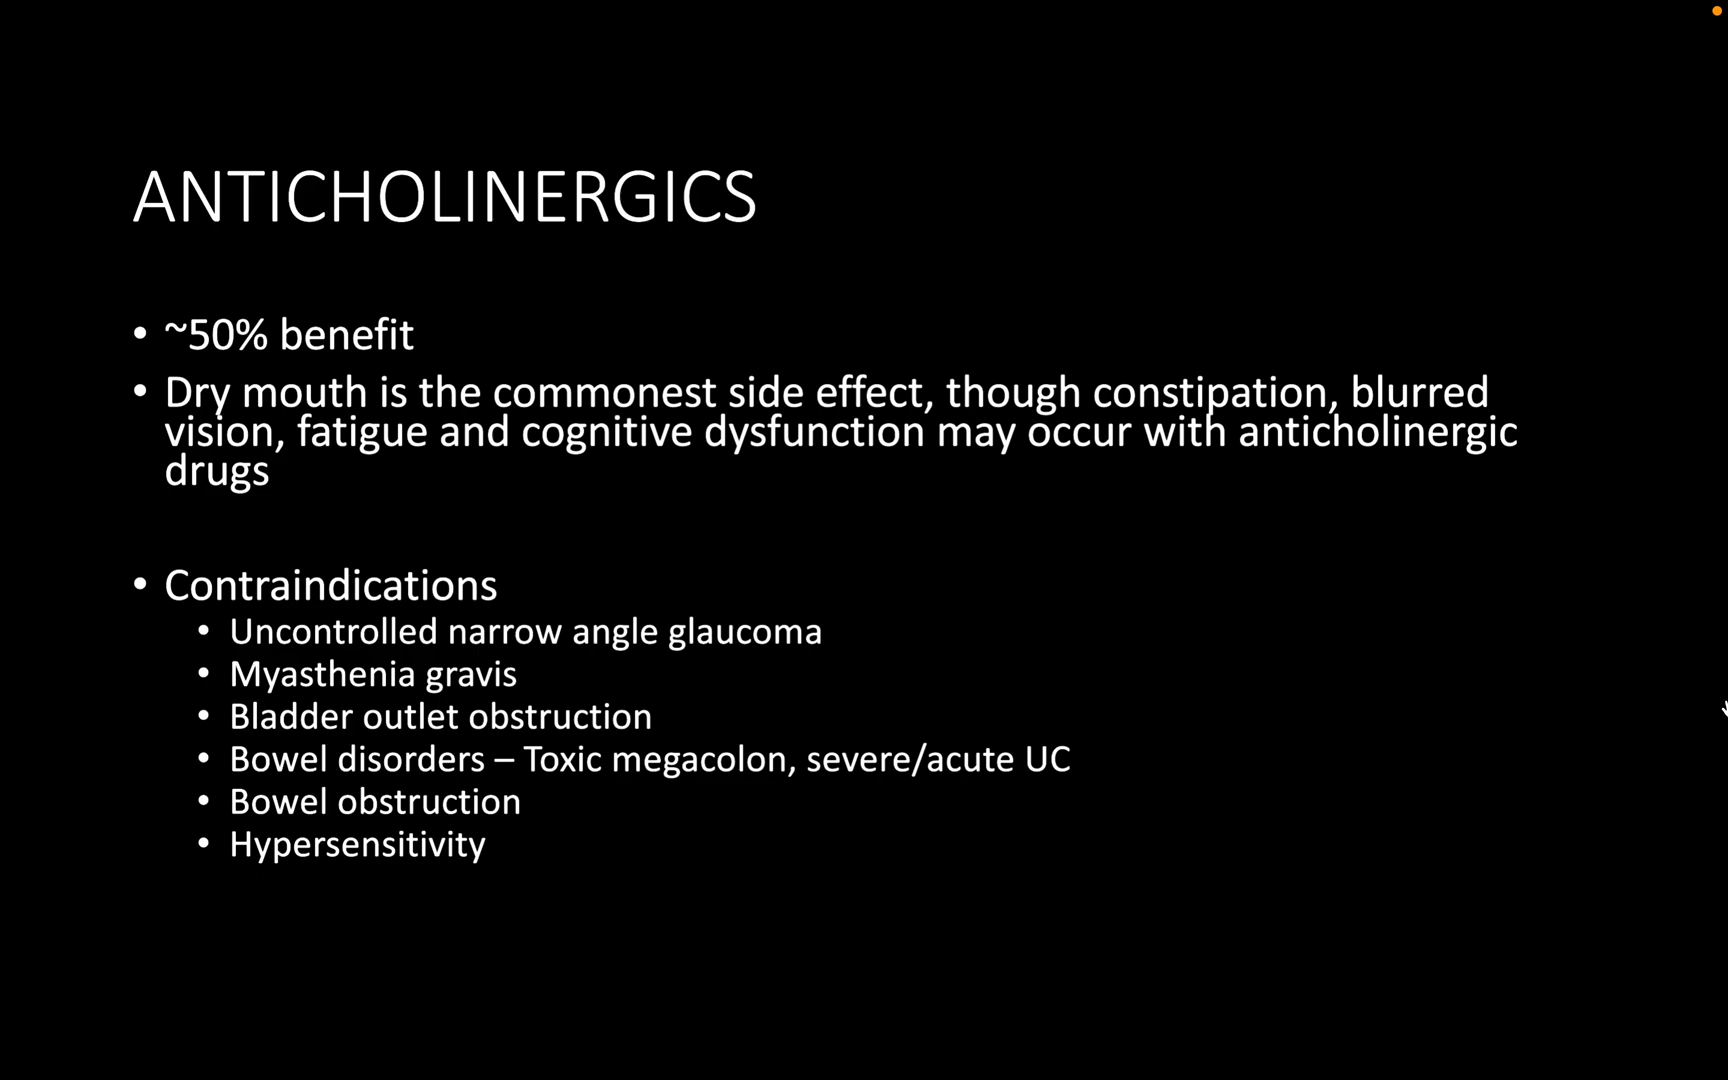 ANTICHOLINERGICS
• ~50% benefit
• Dry mouth is the commonest side effect, though constipation, blurred
vision, fatigue and cognitive dysfunction may occur with anticholinergic
drugs
• Contraindications
• Uncontrolled narrow angle glaucoma
• Myasthenia gravis
• Bladder outlet obstruction
• Bowel disorders – Toxic megacolon, severe/acute UC
• Bowel obstruction
• Hypersensitivity